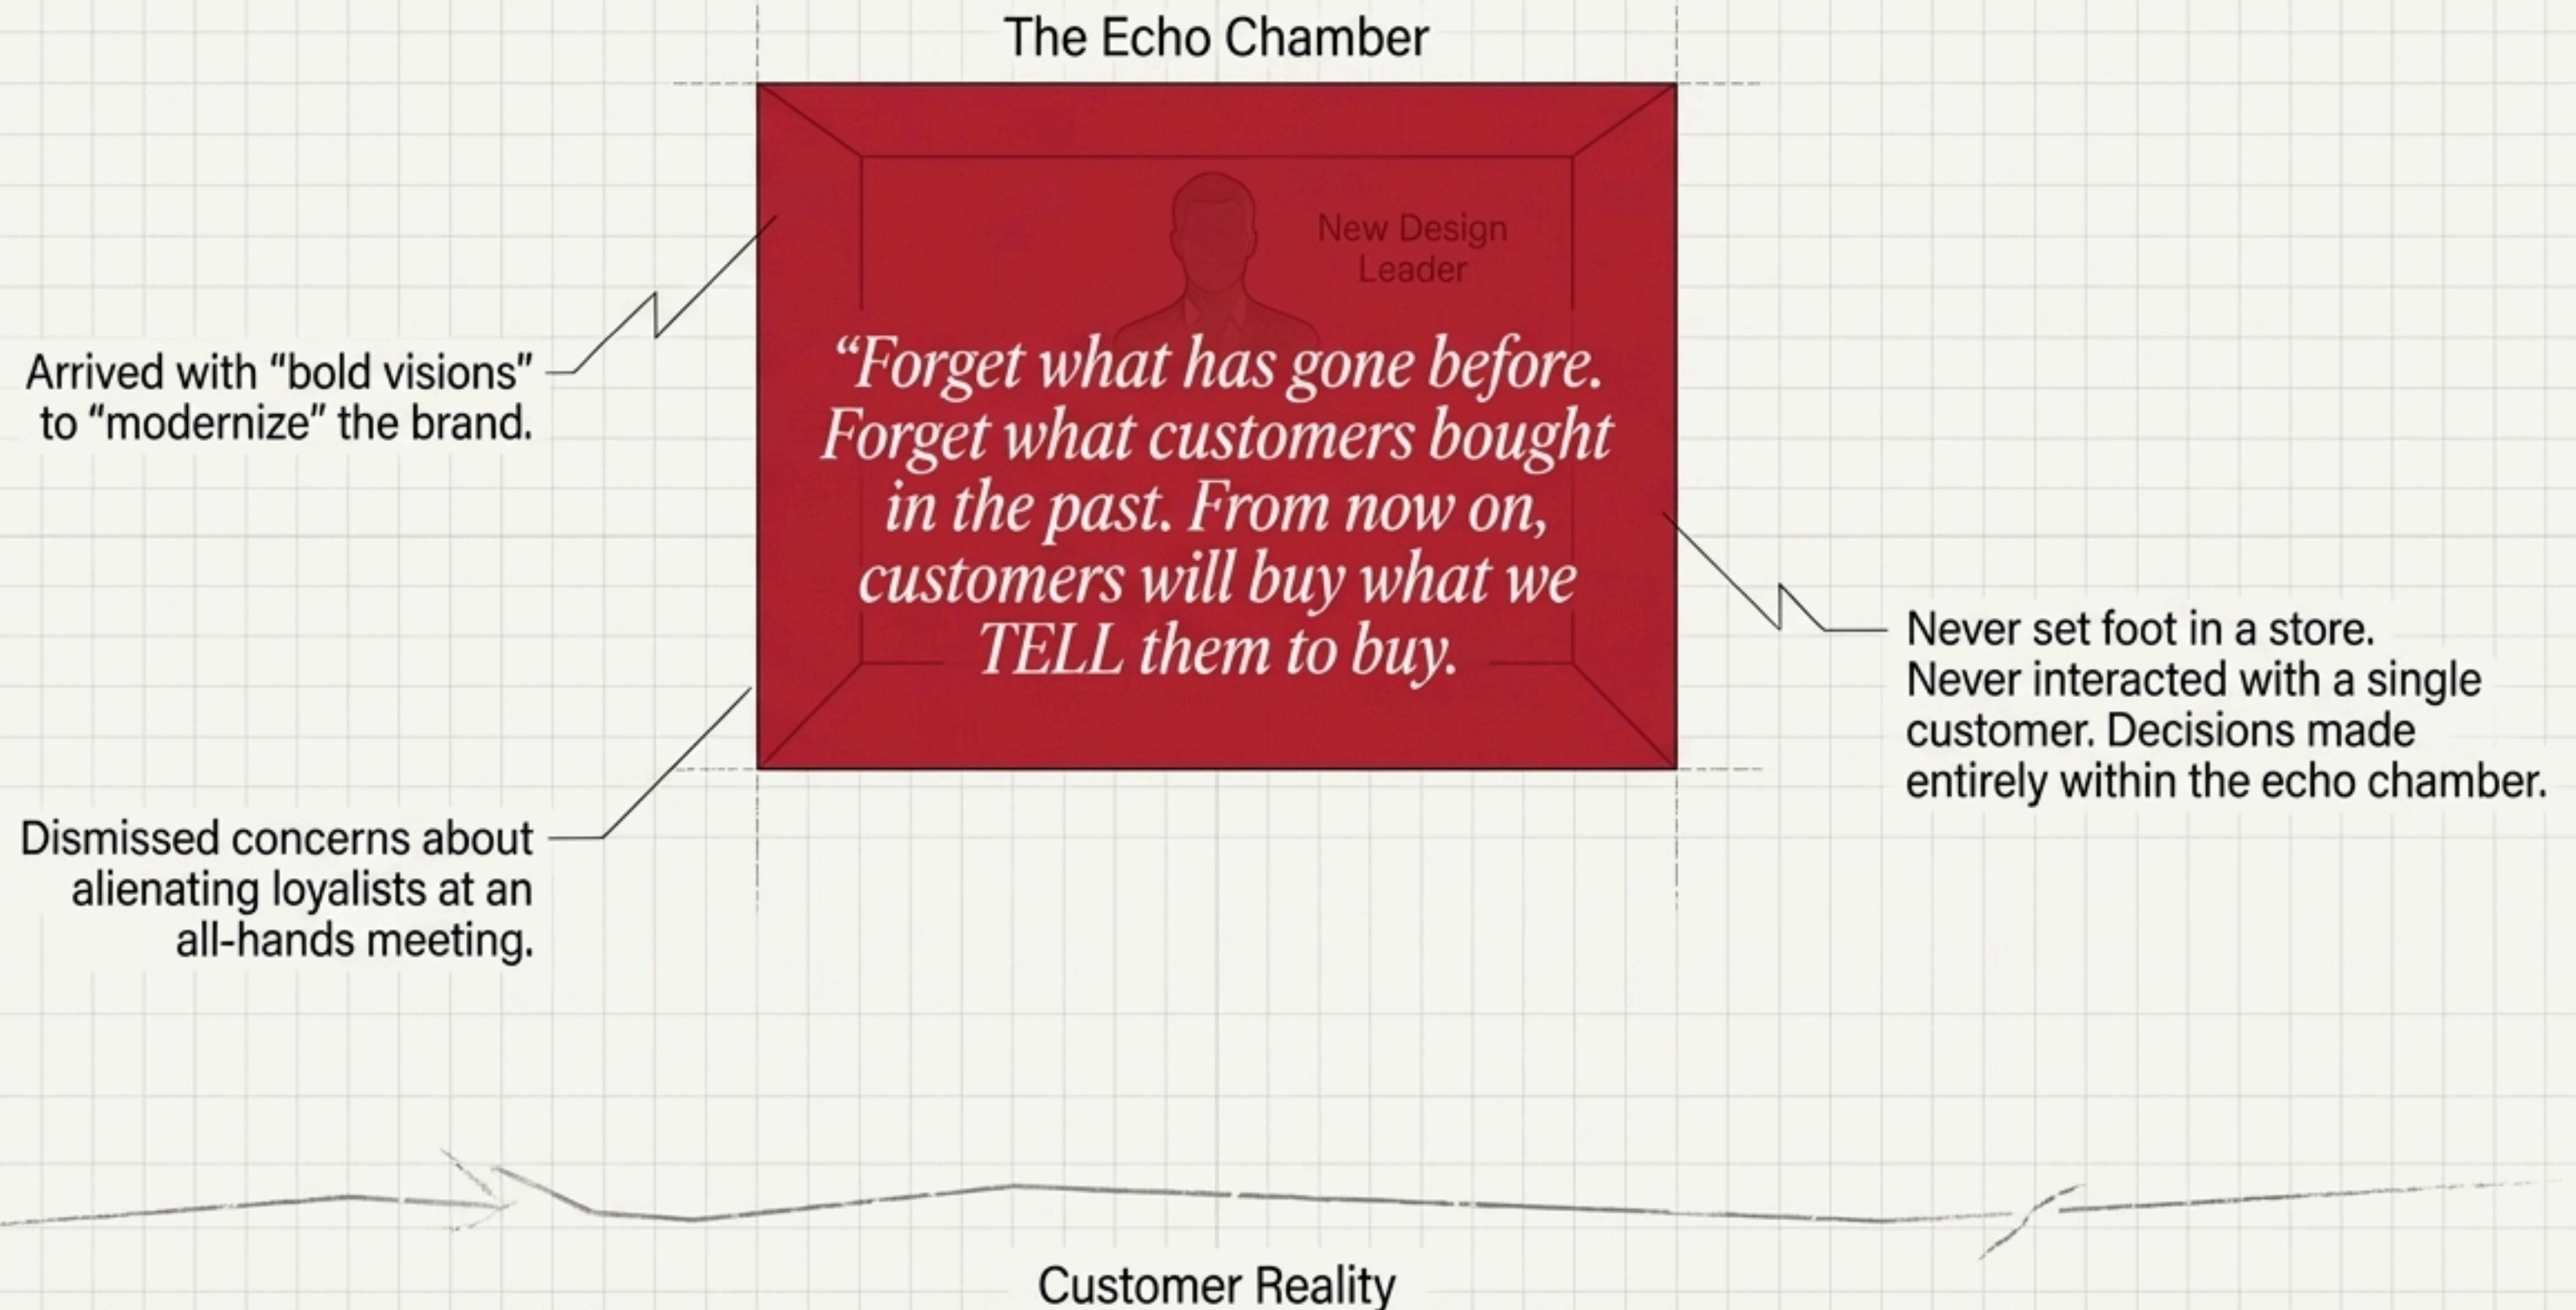 The Echo Chamber
New Design
Leader
“Forget what has gone before.
Forget what customers bought
in the past. From now on,
customers will buy what we
TELL them to buy.
Arrived with “bold visions”
to “modernize” the brand.
Dismissed concerns about
alienating loyalists at an
all-hands meeting.
Never set foot in a store.
Never interacted with a single
customer. Decisions made
entirely within the echo chamber.
Customer Reality